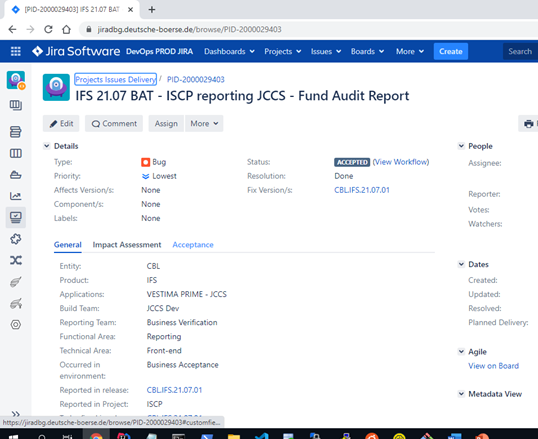 [PID-2000029403] IFS 21.07 BAT
jiradbg.deutsche-boerse.de/browse/PID-2000029403
Jira Software DevOps PROD JIRA Dashboards Projects Issues Boards More Create Search
Projects Issues Delivery / PID-2000029403
IFS 21.07 BAT - ISCP reporting JCCS - Fund Audit Report
Edit Comment Assign More
Details
Type: Bug
Priority: Lowest
Affects Version/s: None
Component/s: None
Labels: None
Status: ACCEPTED (View Workflow)
Resolution: Done
Fix Version/s: CBL.IFS.21.07.01
General Impact Assessment Acceptance
Entity: CBL
Product: IFS
Applications: VESTIMA PRIME - JCCS
Build Team: JCCS Dev
Reporting Team: Business Verification
Functional Area: Reporting
Technical Area: Front-end
Occurred in environment: Business Acceptance
Reported in release: CBL.IFS.21.07.01
Reported in Project: ISCP
People
Assignee:
Reporter:
Votes:
Watchers:
Dates
Created:
Updated:
Resolved:
Planned Delivery:
Agile
View on Board
Metadata View
https://jiradbg.deutsche-boerse.de/browse/PID-2000029403#customfie...